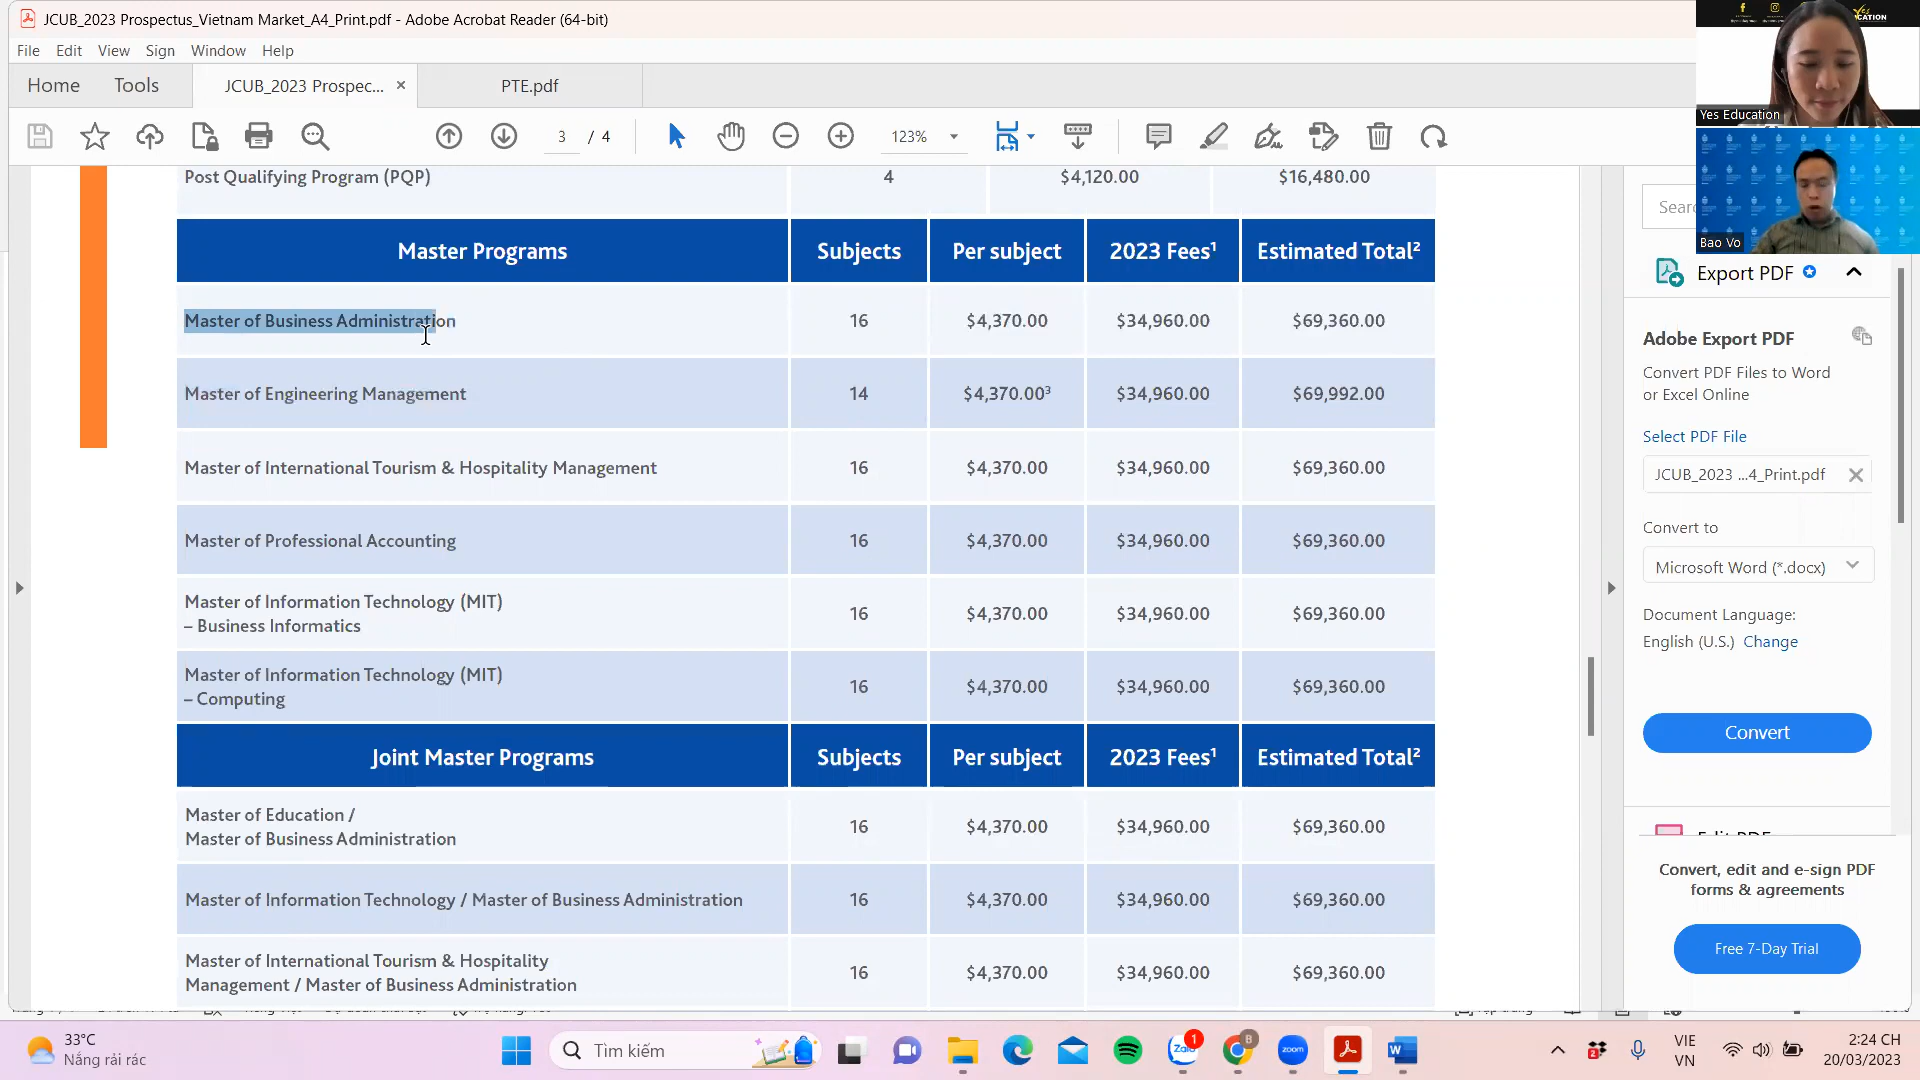 JCUB_2023 Prospectus_Vietnam Market_A4_Print.pdf - Adobe Acrobat Reader (64-bit)
File Edit View Sign Window Help
Home Tools JCUB_2023 Prospec... × PTE.pdf
3 / 4 123%
Post Qualifying Program (PQP) 4 $4,120.00 $16,480.00
Master Programs Subjects Per subject 2023 Fees¹ Estimated Total²
Master of Business Administration 16 $4,370.00 $34,960.00 $69,360.00
Master of Engineering Management 14 $4,370.00³ $34,960.00 $69,992.00
Master of International Tourism & Hospitality Management 16 $4,370.00 $34,960.00 $69,360.00
Master of Professional Accounting 16 $4,370.00 $34,960.00 $69,360.00
Master of Information Technology (MIT)
– Business Informatics 16 $4,370.00 $34,960.00 $69,360.00
Master of Information Technology (MIT)
– Computing 16 $4,370.00 $34,960.00 $69,360.00
Joint Master Programs Subjects Per subject 2023 Fees¹ Estimated Total²
Master of Education /
Master of Business Administration 16 $4,370.00 $34,960.00 $69,360.00
Master of Information Technology / Master of Business Administration 16 $4,370.00 $34,960.00 $69,360.00
Master of International Tourism & Hospitality
Management / Master of Business Administration 16 $4,370.00 $34,960.00 $69,360.00
Yes Education
Bao Vo
Sear
Export PDF
Adobe Export PDF
Convert PDF Files to Word
or Excel Online
Select PDF File
JCUB_2023 ...4_Print.pdf
Convert to
Microsoft Word (*.docx)
Document Language:
English (U.S.) Change
Convert
Edit PDF
Convert, edit and e-sign PDF
forms & agreements
Free 7-Day Trial
33°C
Nắng rải rác
Tìm kiếm
Zalo
1
B
zoom
2
VIE
VN
2:24 CH
20/03/2023